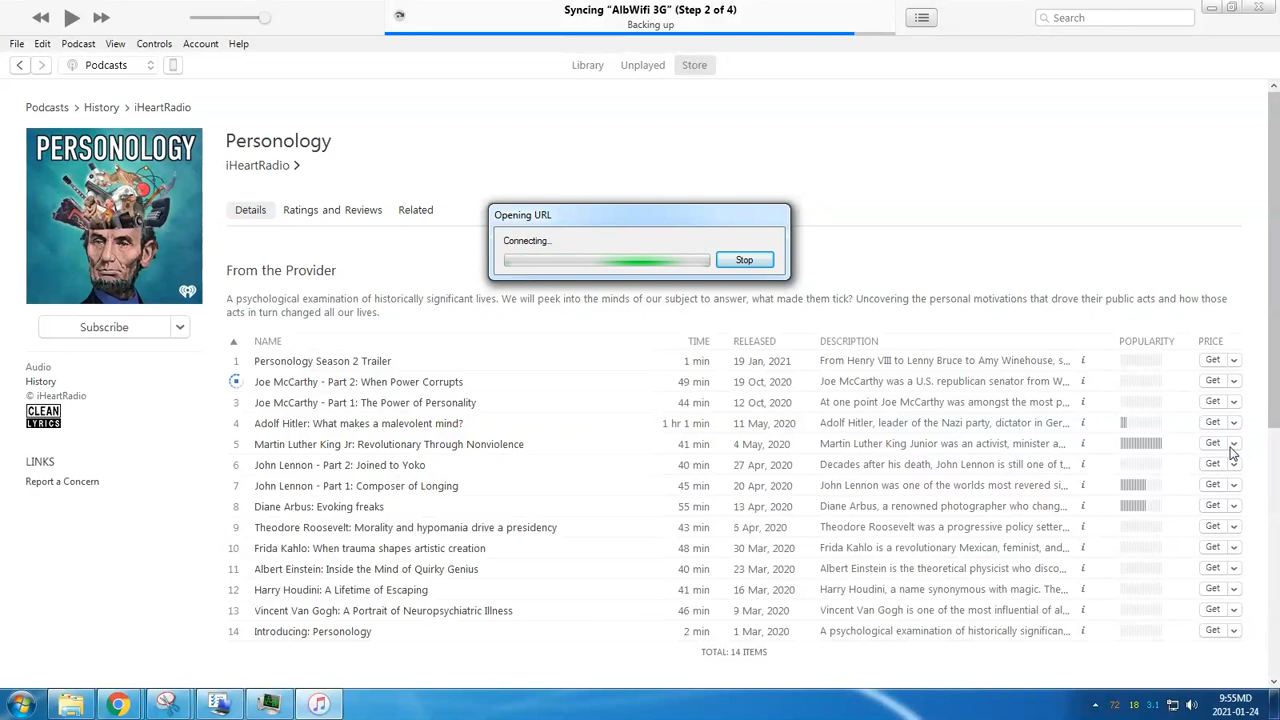 Syncing “AlbWifi 3G” (Step 2 of 4)
Backing up
Search
File Edit Podcast View Controls Account Help
Podcasts
Library Unplayed Store
Podcasts > History > iHeartRadio
PERSONOLOGY
Personology
iHeartRadio >
Details Ratings and Reviews Related
Opening URL
Connecting...
Stop
From the Provider
A psychological examination of historically significant lives. We will peek into the minds of our subject to answer, what made them tick? Uncovering the personal motivations that drove their public acts and how those
acts in turn changed all our lives.
Subscribe
Audio
History
© iHeartRadio
CLEAN
LYRICS
LINKS
Report a Concern
NAME TIME RELEASED DESCRIPTION POPULARITY PRICE
1 Personology Season 2 Trailer 1 min 19 Jan, 2021 From Henry VIII to Lenny Bruce to Amy Winehouse, s... i Get
Joe McCarthy - Part 2: When Power Corrupts 49 min 19 Oct, 2020 Joe McCarthy was a U.S. republican senator from W... i Get
3 Joe McCarthy - Part 1: The Power of Personality 44 min 12 Oct, 2020 At one point Joe McCarthy was amongst the most p... i Get
4 Adolf Hitler: What makes a malevolent mind? 1 hr 1 min 11 May, 2020 Adolf Hitler, leader of the Nazi party, dictator in Ger... i Get
5 Martin Luther King Jr: Revolutionary Through Nonviolence 41 min 4 May, 2020 Martin Luther King Junior was an activist, minister a... i Get
6 John Lennon - Part 2: Joined to Yoko 40 min 27 Apr, 2020 Decades after his death, John Lennon is still one of t... i Get
7 John Lennon - Part 1: Composer of Longing 45 min 20 Apr, 2020 John Lennon was one of the worlds most revered si... i Get
8 Diane Arbus: Evoking freaks 55 min 13 Apr, 2020 Diane Arbus, a renowned photographer who chang... i Get
9 Theodore Roosevelt: Morality and hypomania drive a presidency 43 min 6 Apr, 2020 Theodore Roosevelt was a progressive policy setter... i Get
10 Frida Kahlo: When trauma shapes artistic creation 48 min 30 Mar, 2020 Frida Kahlo is a revolutionary Mexican, feminist, and... i Get
11 Albert Einstein: Inside the Mind of Quirky Genius 40 min 23 Mar, 2020 Albert Einstein is the theoretical physicist who disco... i Get
12 Harry Houdini: A Lifetime of Escaping 41 min 16 Mar, 2020 Harry Houdini, a name synonymous with magic. The... i Get
13 Vincent Van Gogh: A Portrait of Neuropsychiatric Illness 46 min 9 Mar, 2020 Vincent Van Gogh is one of the most influential of al... i Get
14 Introducing: Personology 2 min 1 Mar, 2020 A psychological examination of historically significan... i Get
TOTAL: 14 ITEMS
72 18 3.1
9:55MD
2021-01-24